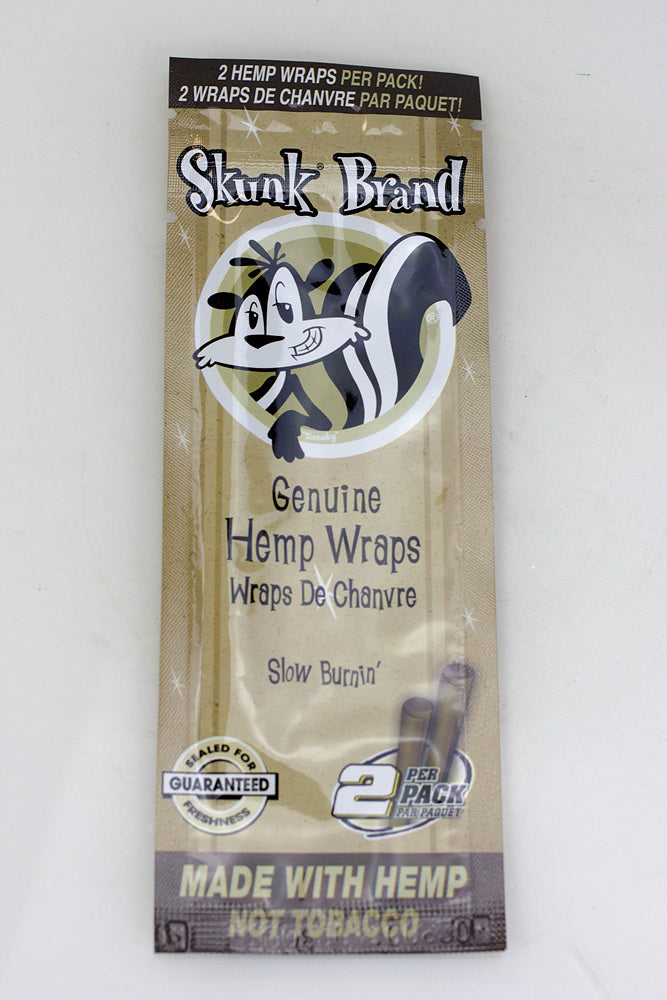 2 HEMP WRAPS PER PACK!
2 WRAPS DE CHANVRE PAR PAQUET!
Skunk® Brand
®
"Sneaky"
Genuine
Hemp Wraps
Wraps De Chanvre
Slow Burnin'
SEALED FOR
GUARANTEED
FRESHNESS
2 PER
PACK
PAR PAQUET
MADE WITH HEMP
NOT TOBACCO